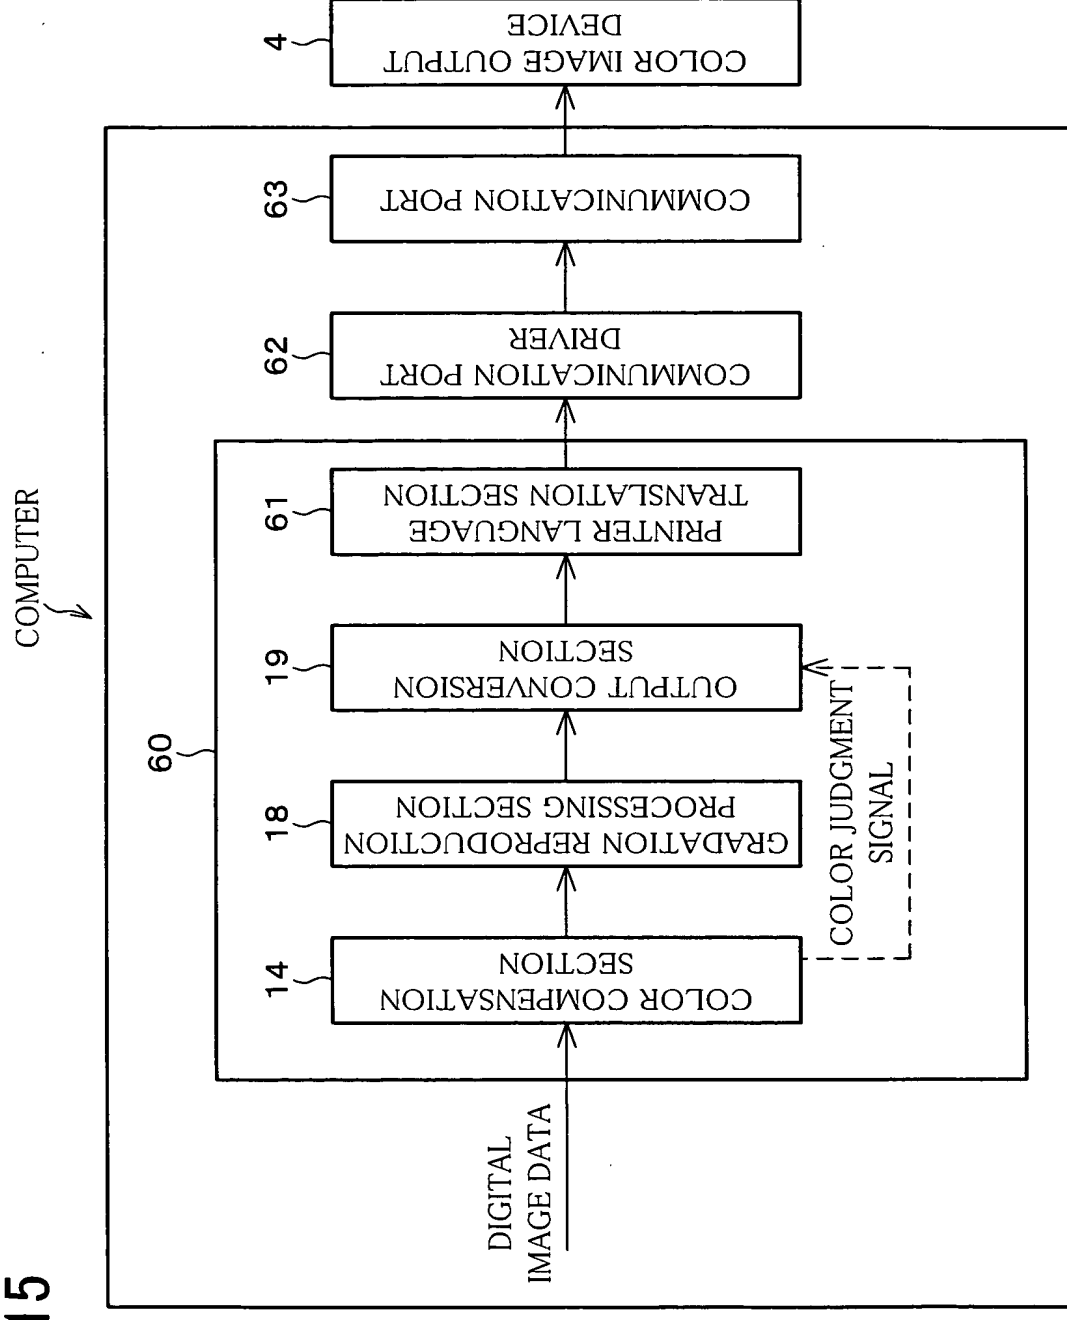 15
COMPUTER
60
DIGITAL
IMAGE DATA
14
COLOR COMPENSATION
SECTION
18
GRADATION REPRODUCTION
PROCESSING SECTION
19
OUTPUT CONVERSION
SECTION
COLOR JUDGMENT
SIGNAL
61
PRINTER LANGUAGE
TRANSLATION SECTION
62
COMMUNICATION PORT
DRIVER
63
COMMUNICATION PORT
4
COLOR IMAGE OUTPUT
DEVICE